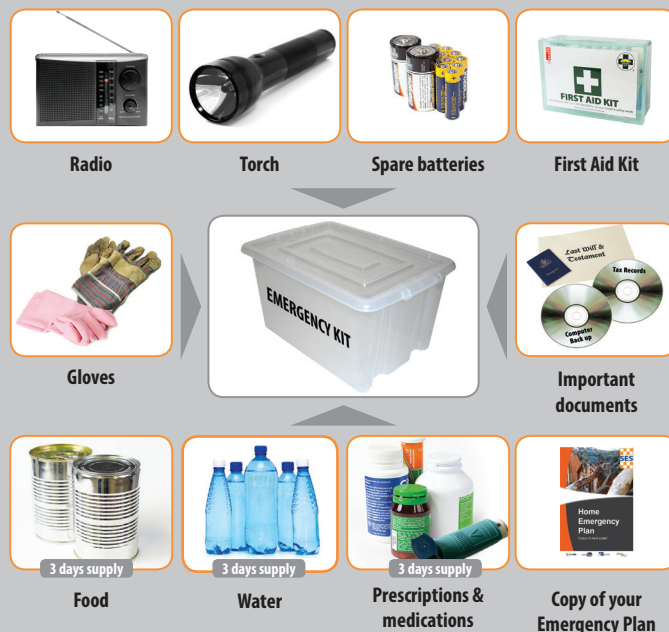 FIRST AID KIT
Radio
Torch
Spare batteries
First Aid Kit
EMERGENCY KIT
Last Will &
Testament
Tax Records
Computer
Back up
Gloves
Important
documents
SES
Home
Emergency
Plan
3 days supply
3 days supply
3 days supply
Food
Water
Prescriptions &
medications
Copy of your
Emergency Plan